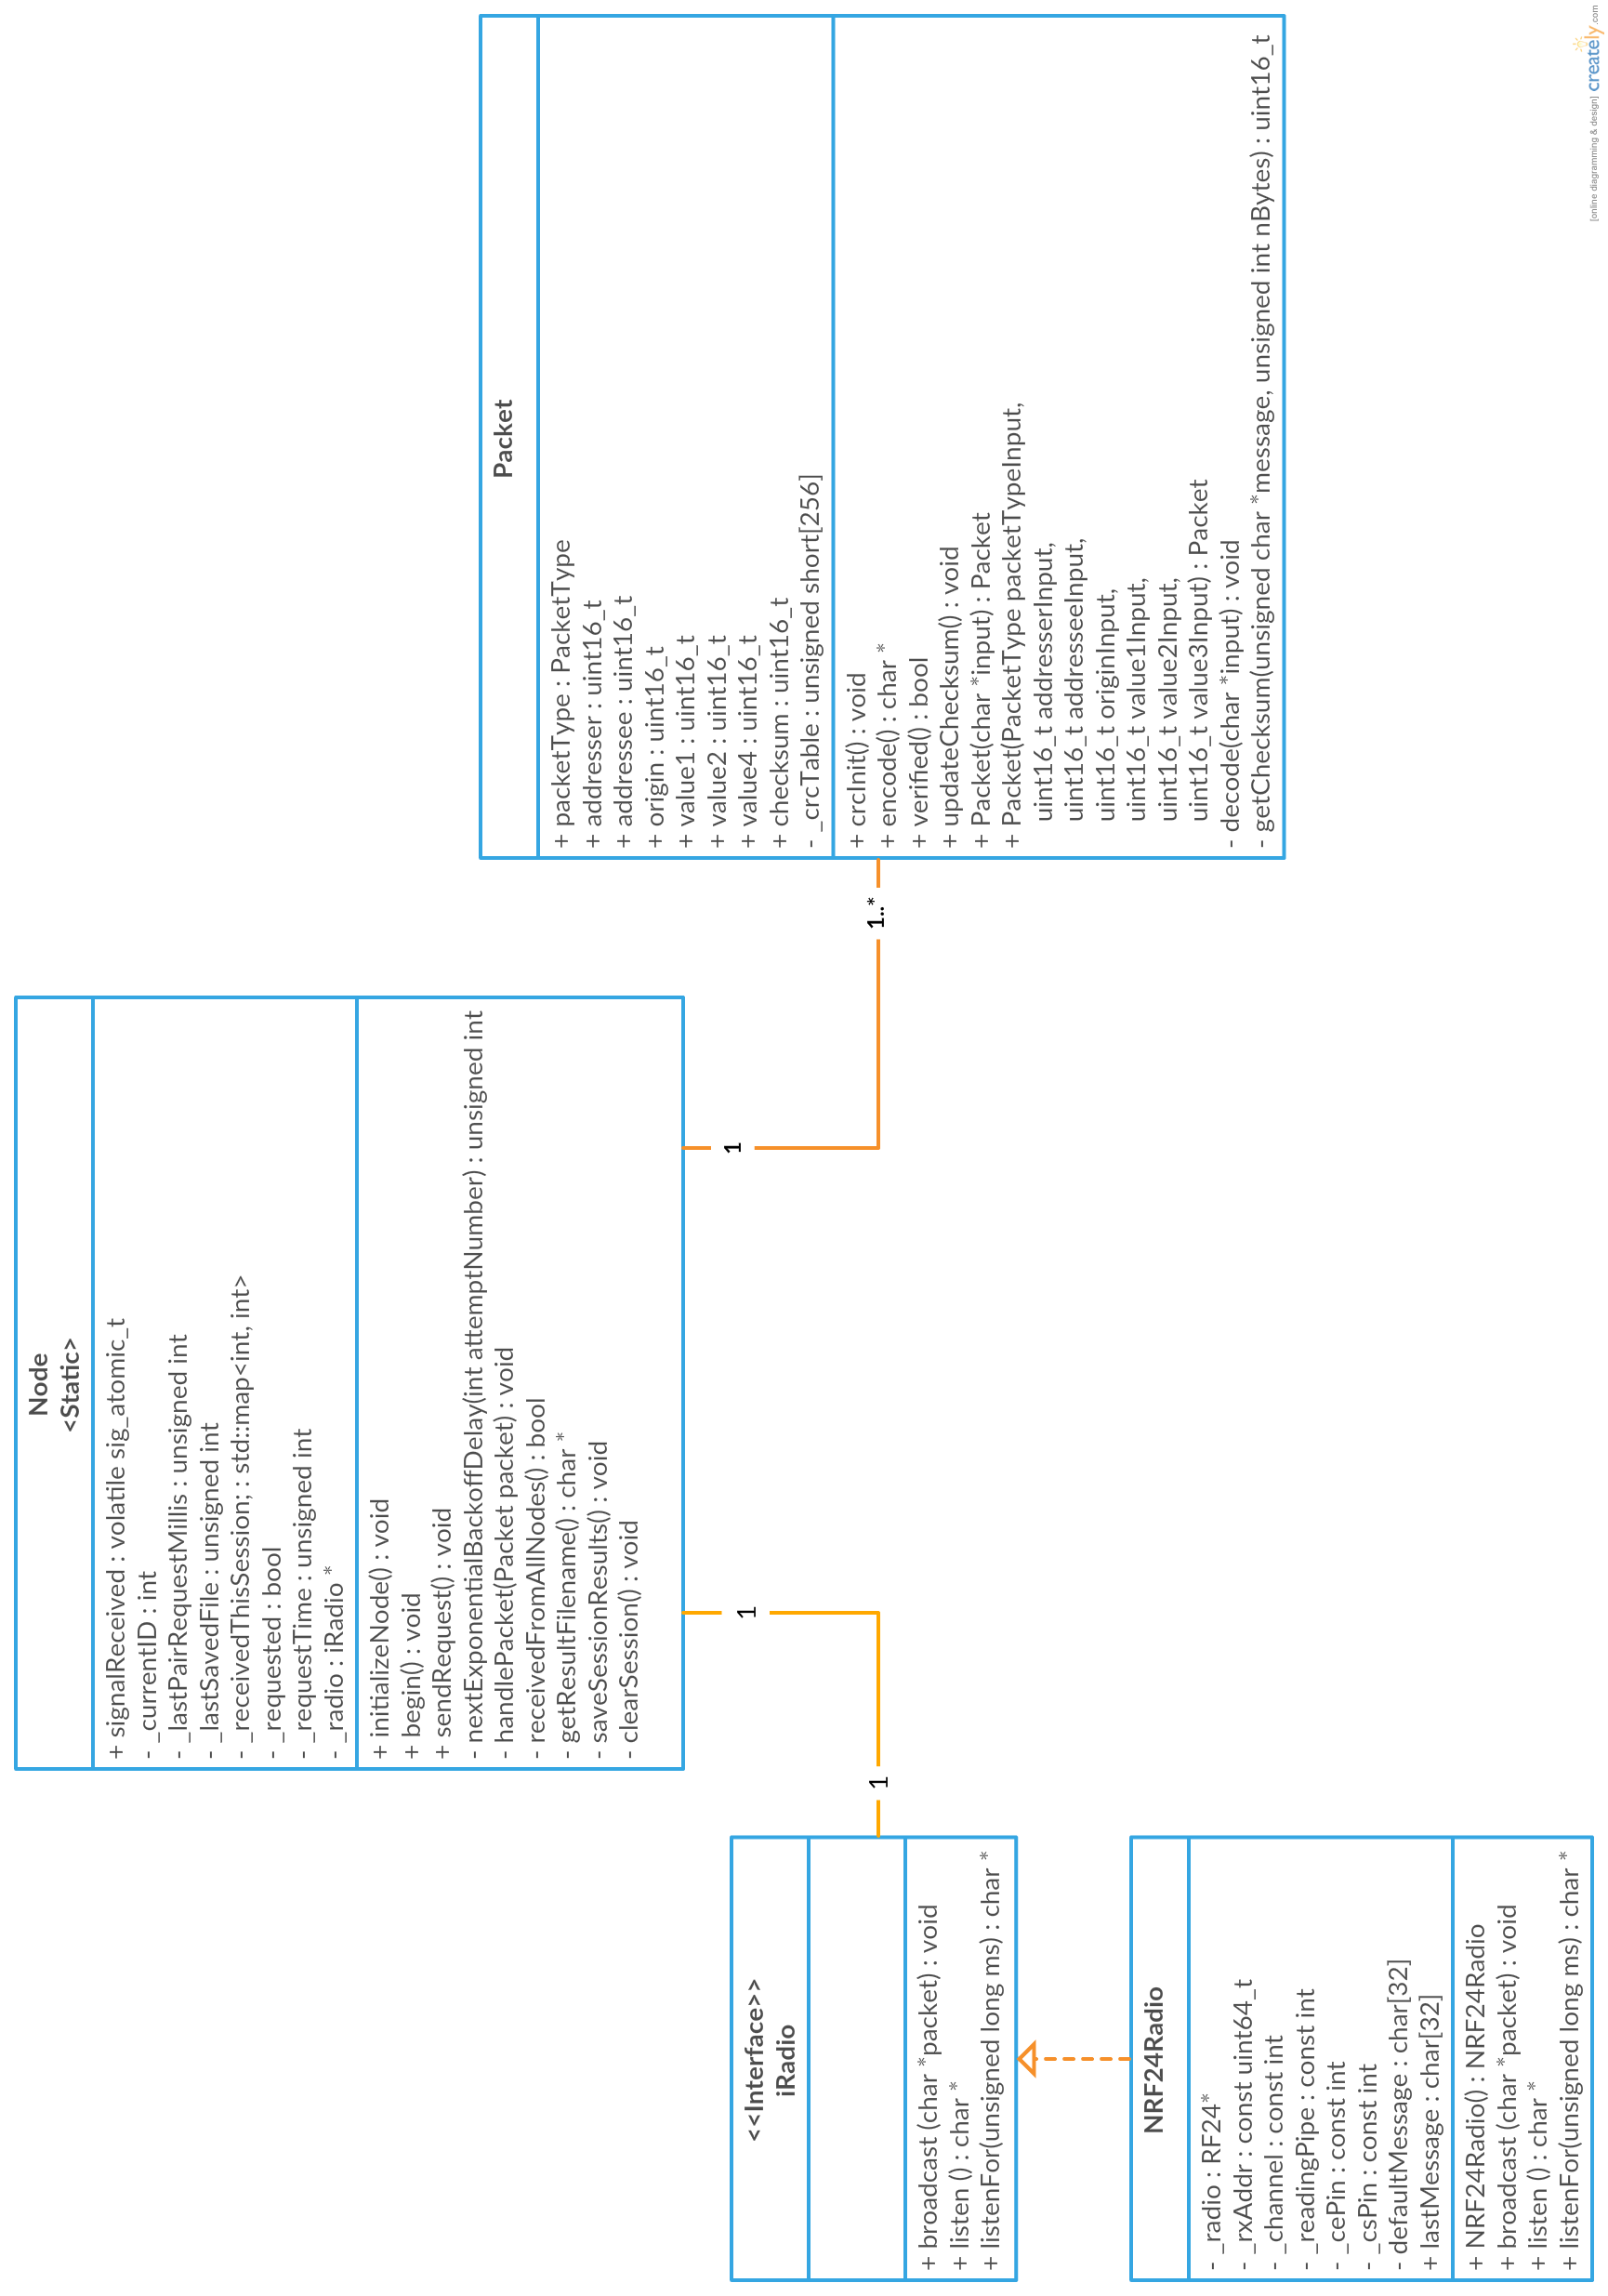 Node
<Static>
+ signalReceived : volatile sig_atomic_t
- _currentID : int
- _lastPairRequestMillis : unsigned int
- _lastSavedFile : unsigned int
- _receivedThisSession; : std::map<int, int>
- _requested : bool
- _requestTime : unsigned int
- _radio : iRadio *
+ initializeNode() : void
+ begin() : void
+ sendRequest() : void
- nextExponentialBackoffDelay(int attemptNumber) : unsigned int
- handlePacket(Packet packet) : void
- receivedFromAllNodes() : bool
- getResultFilename() : char *
- saveSessionResults() : void
- clearSession() : void
1
1
1
1..*
<<Interface>>
iRadio
+ broadcast (char *packet) : void
+ listen () : char *
+ listenFor(unsigned long ms) : char *
NRF24Radio
- _radio : RF24*
- _rxAddr : const uint64_t
- _channel : const int
- _readingPipe : const int
- _cePin : const int
- _csPin : const int
- defaultMessage : char[32]
+ lastMessage : char[32]
+ NRF24Radio() : NRF24Radio
+ broadcast (char *packet) : void
+ listen () : char *
+ listenFor(unsigned long ms) : char *
Packet
+ packetType : PacketType
+ addresser : uint16_t
+ addressee : uint16_t
+ origin : uint16_t
+ value1 : uint16_t
+ value2 : uint16_t
+ value4 : uint16_t
+ checksum : uint16_t
- _crcTable : unsigned short[256]
+ crcInit() : void
+ encode() : char *
+ verified() : bool
+ updateChecksum() : void
+ Packet(char *input) : Packet
+ Packet(PacketType packetTypeInput,
uint16_t addresserInput,
uint16_t addresseeInput,
uint16_t originInput,
uint16_t value1Input,
uint16_t value2Input,
uint16_t value3Input) : Packet
- decode(char *input) : void
- getChecksum(unsigned char *message, unsigned int nBytes) : uint16_t
[online diagramming & design] creately.com